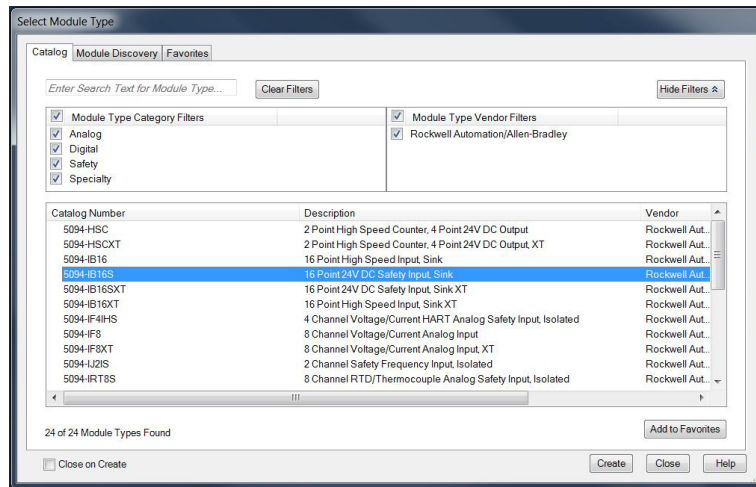 Select Module Type
Catalog Module Discovery Favorites
Enter Search Text for Module Type... Clear Filters Hide Filters
Module Type Category Filters Module Type Vendor Filters
Analog Rockwell Automation/Allen-Bradley
Digital
Safety
Specialty
Catalog Number Description Vendor
5094-HSC 2 Point High Speed Counter, 4 Point 24V DC Output Rockwell Aut...
5094-HSCXT 2 Point High Speed Counter, 4 Point 24V DC Output, XT Rockwell Aut...
5094-IB16 16 Point High Speed Input, Sink Rockwell Aut...
5094-IB16S 16 Point 24V DC Safety Input, Sink Rockwell Aut...
5094-IB16SXT 16 Point 24V DC Safety Input, Sink XT Rockwell Aut...
5094-IB16XT 16 Point High Speed Input, Sink XT Rockwell Aut...
5094-IF4IHS 4 Channel Voltage/Current HART Analog Safety Input, Isolated Rockwell Aut...
5094-IF8 8 Channel Voltage/Current Analog Input Rockwell Aut...
5094-IF8XT 8 Channel Voltage/Current Analog Input, XT Rockwell Aut...
5094-IJ2IS 2 Channel Safety Frequency Input, Isolated Rockwell Aut...
5094-IRT8S 8 Channel RTD/Thermocouple Analog Safety Input, Isolated Rockwell Aut...
24 of 24 Module Types Found Add to Favorites
Close on Create Create Close Help